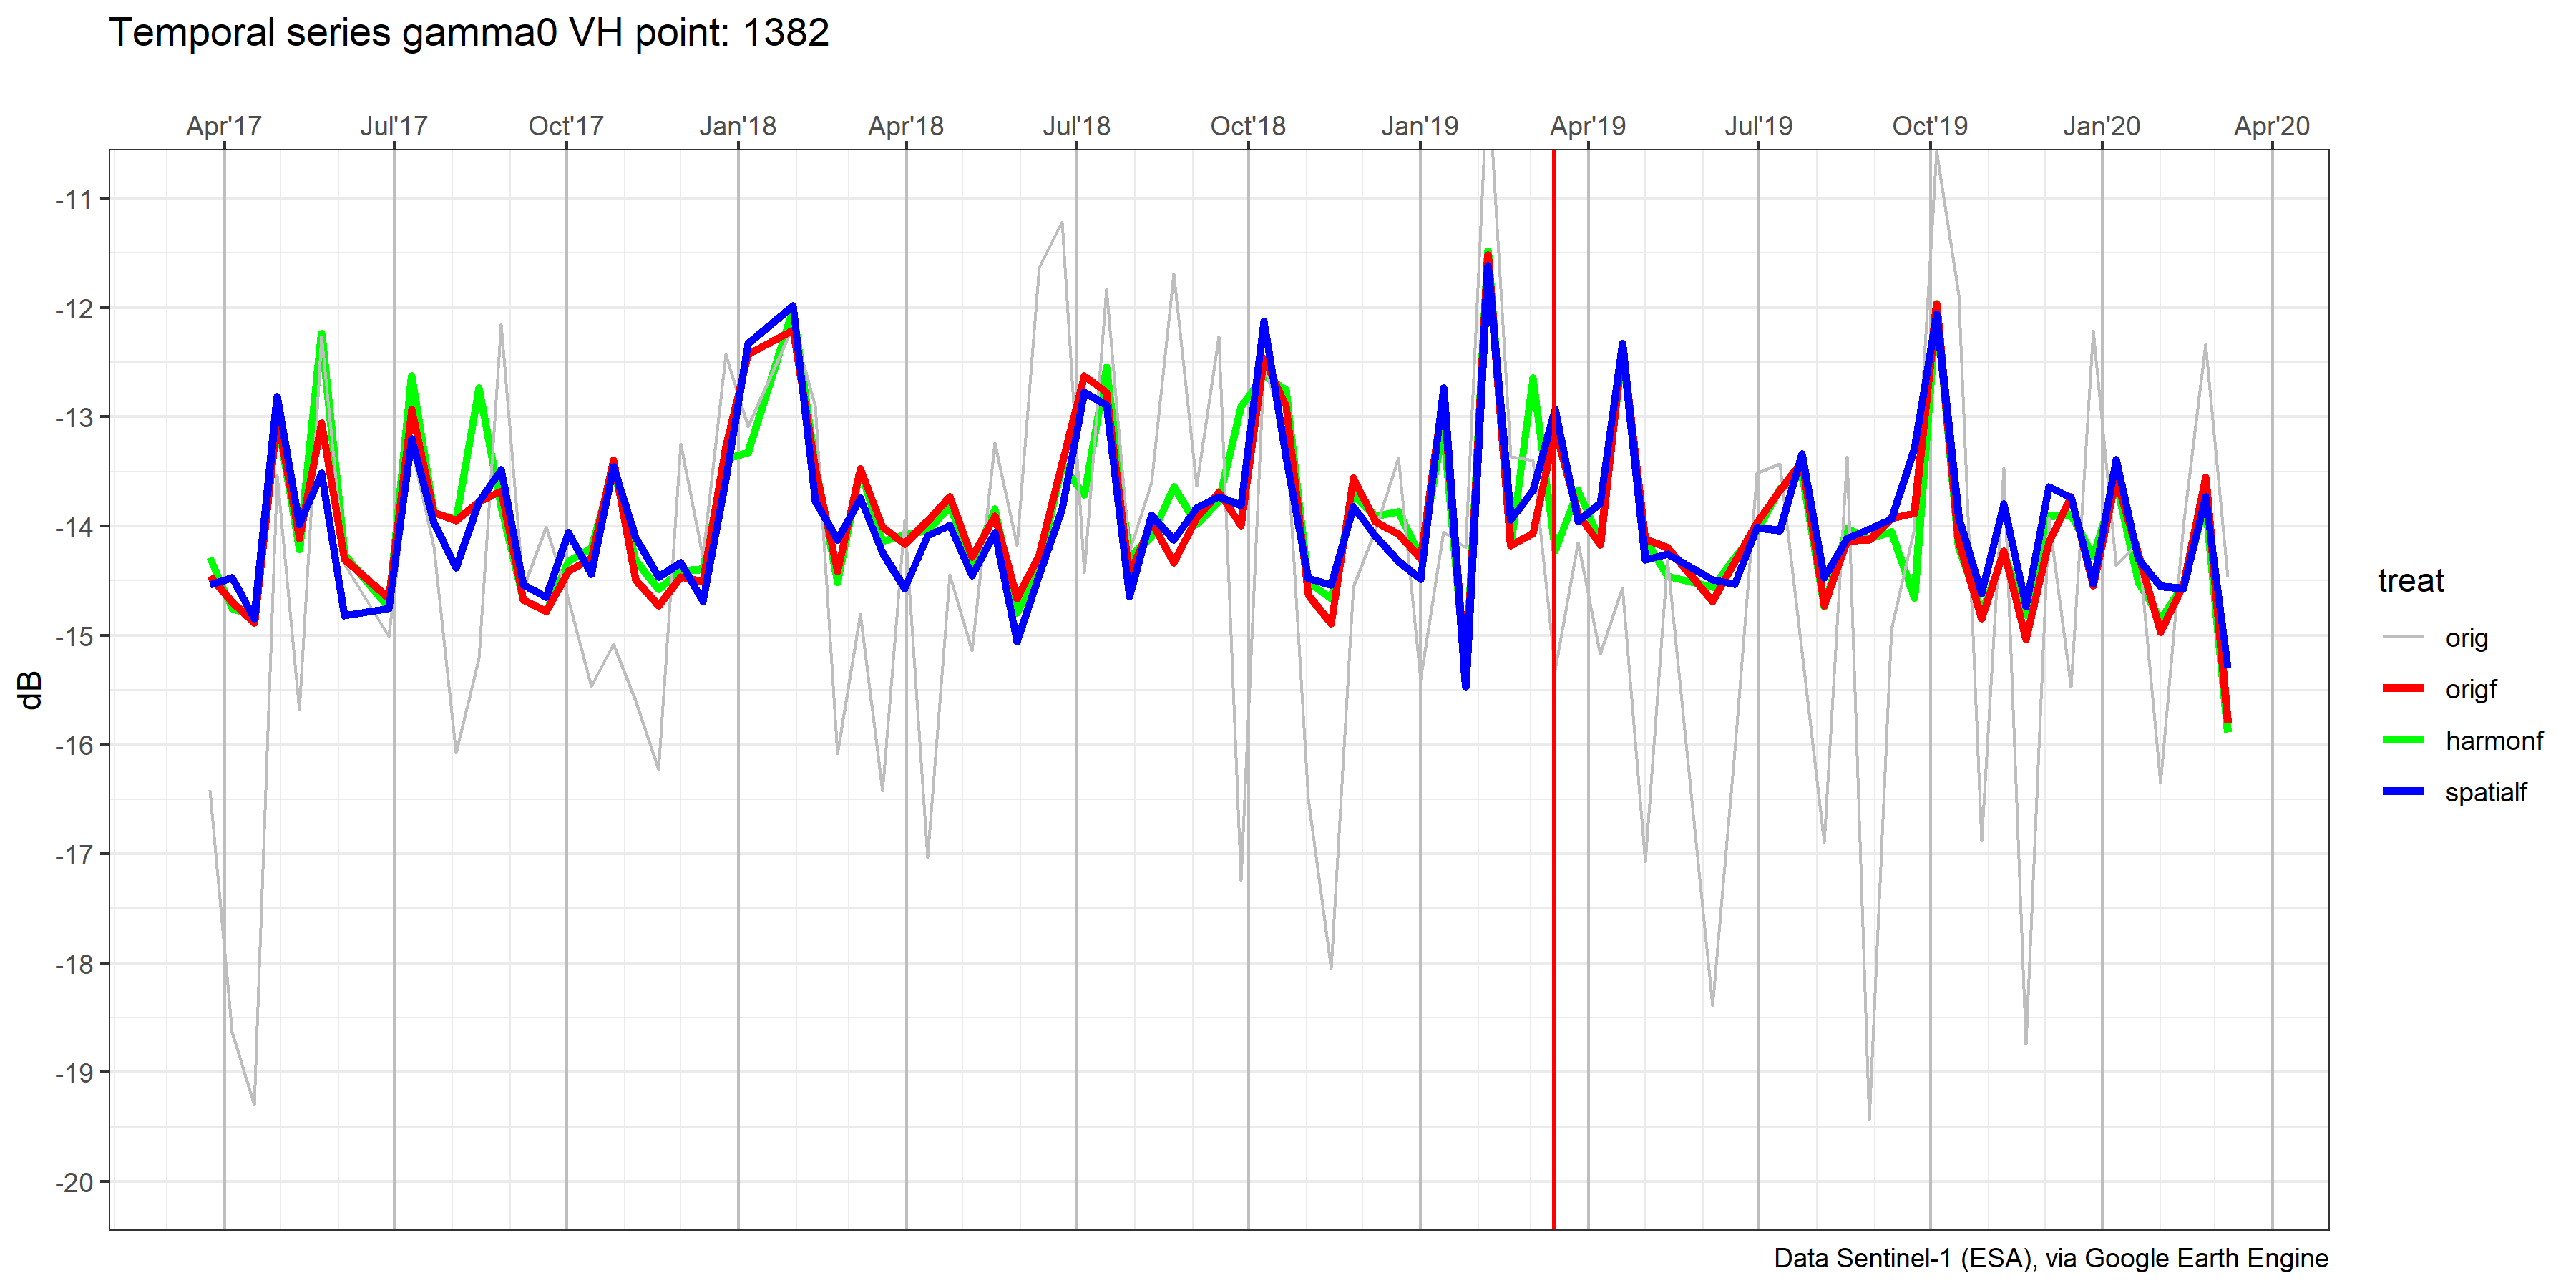 Temporal series gamma0 VH point: 1382
Apr'17 Jul'17 Oct'17 Jan'18 Apr'18 Jul'18 Oct'18 Jan'19 Apr'19 Jul'19 Oct'19 Jan'20 Apr'20
-11
-12
-13
-14
-15
-16
-17
-18
-19
-20
dB
treat
orig
origf
harmonf
spatialf
Data Sentinel-1 (ESA), via Google Earth Engine